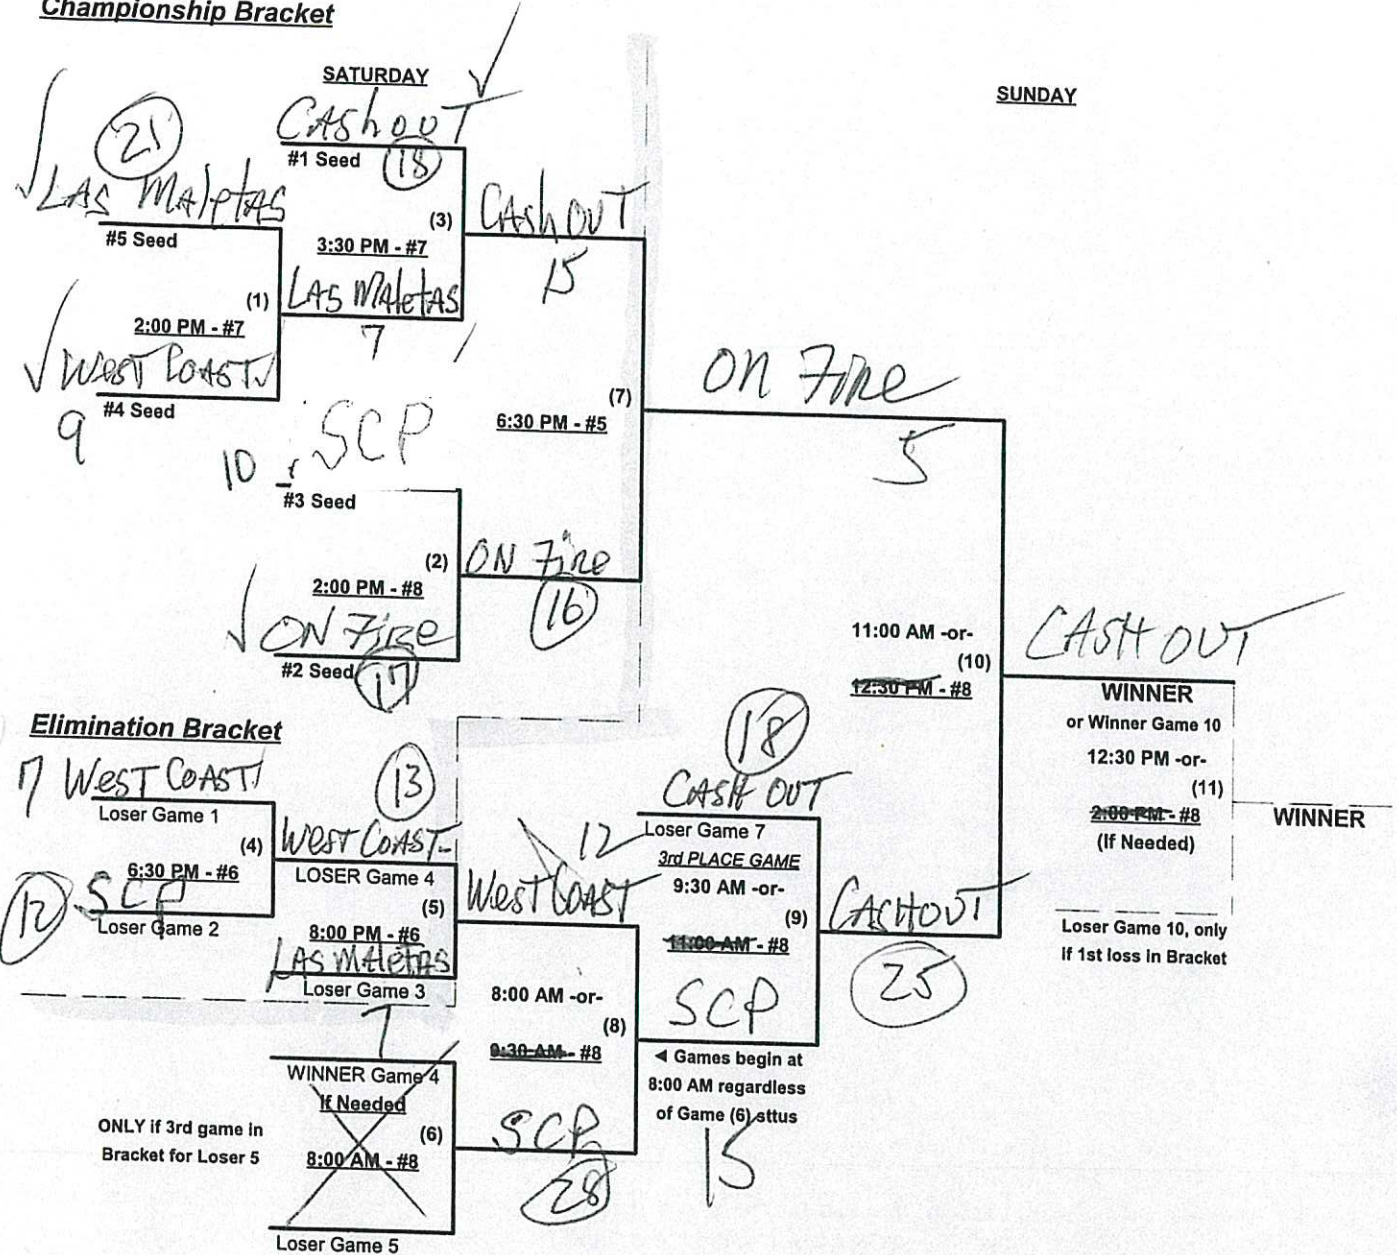 Championship Bracket
SATURDAY
SUNDAY
CAshouT
#1 Seed
18
21
LAS MAletAS
#5 Seed
(3)
CAshouT
3:30 PM - #7
15
(1)
LAS MAletAS
2:00 PM - #7
7
WEST COAST
#4 Seed
9
ON Fire
(7)
6:30 PM - #5
5
10
SCP
#3 Seed
(2)
ON Fire
2:00 PM - #8
16
ON Fire
#2 Seed
17
11:00 AM -or-
(10)
12:30 PM - #8
CASH OUT
WINNER
or Winner Game 10
12:30 PM -or-
(11)
2:00 PM - #8
(If Needed)
WINNER
Loser Game 10, only
if 1st loss in Bracket
Elimination Bracket
7 WEST COAST
Loser Game 1
(4)
6:30 PM - #6
12
SCP
Loser Game 2
13
WEST COAST
LOSER Game 4
(5)
8:00 PM - #6
LAS MAletAS
Loser Game 3
7
WINNER Game 4
If Needed
(6)
8:00 AM - #8
Loser Game 5
ONLY if 3rd game in
Bracket for Loser 5
12
WEST COAST
8:00 AM -or-
(8)
9:30 AM - #8
SCP
28
18
CASH OUT
Loser Game 7
3rd PLACE GAME
9:30 AM -or-
(9)
11:00 AM - #8
SCP
◄ Games begin at
8:00 AM regardless
of Game (6) sttus
15
CASHOUT
25